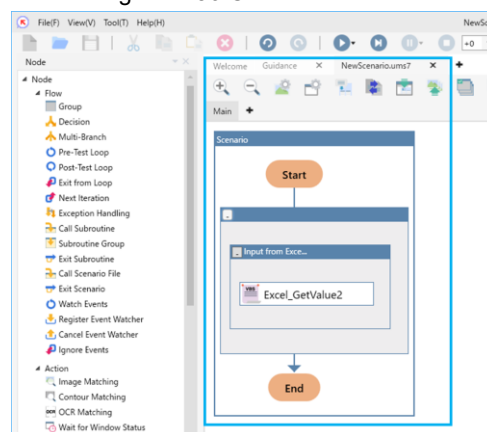 File(F) View(V) Tool(T) Help(H)
NewSc
+0
Node
Welcome Guidance × NewScenario.ums7 × +
Node
Flow
Group
Decision
Multi-Branch
Pre-Test Loop
Post-Test Loop
Exit from Loop
Next Iteration
Exception Handling
Call Subroutine
Subroutine Group
Exit Subroutine
Call Scenario File
Exit Scenario
Watch Events
Register Event Watcher
Cancel Event Watcher
Ignore Events
Action
Image Matching
Contour Matching
OCR Matching
Wait for Window Status
Main +
Scenario
Start
Input from Exce...
Excel_GetValue2
End